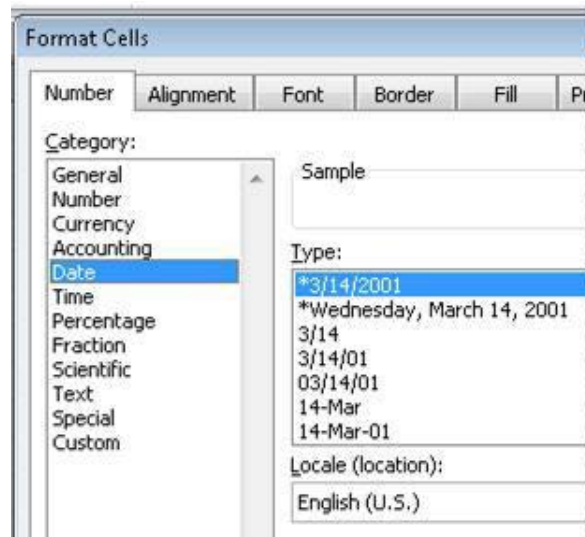 Format Cells
Number Alignment Font Border Fill
Category:
General
Number
Currency
Accounting
Date
Time
Percentage
Fraction
Scientific
Text
Special
Custom
Sample
Type:
*3/14/2001
*Wednesday, March 14, 2001
3/14
3/14/01
03/14/01
14-Mar
14-Mar-01
Locale (location):
English (U.S.)